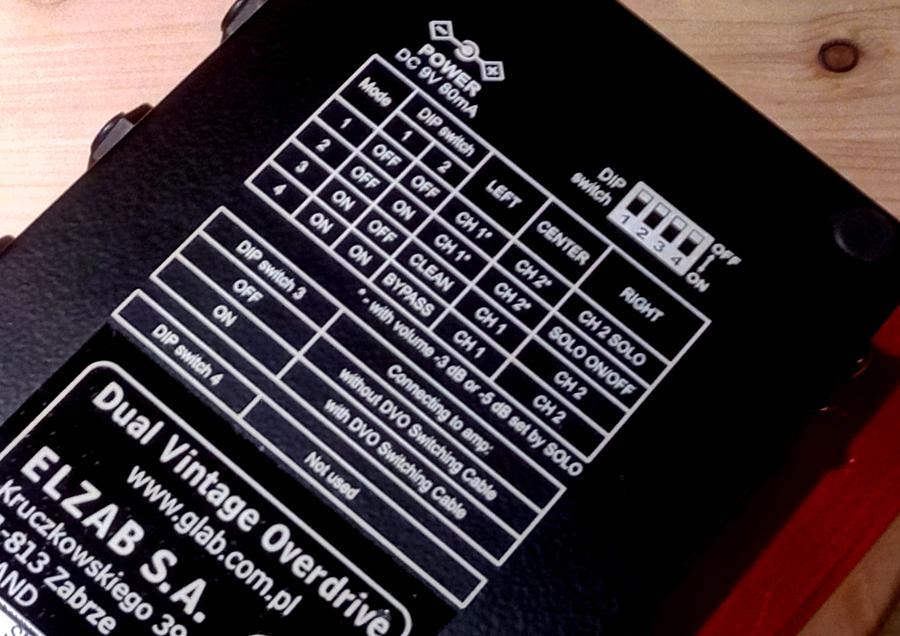 POWER
DC 9V 80mA
DIP switch
1 2 3 4
OFF
ON
Mode DIP switch LEFT CENTER RIGHT
1 2
1 OFF OFF CH 1* CH 2* CH 2 SOLO
2 OFF ON CH 1* CH 2* SOLO ON/OFF
3 ON OFF CLEAN CH 1 CH 2
4 ON ON BYPASS CH 1 CH 2
*- with volume -3 dB or -5 dB set by SOLO
DIP switch 3 Connecting to amp:
OFF without DVO Switching Cable
ON with DVO Switching Cable
DIP switch 4 Not used
Dual Vintage Overdrive
www.glab.com.pl
ELZAB S.A.
Kruczkowskiego 39
-813 Zabrze
AND